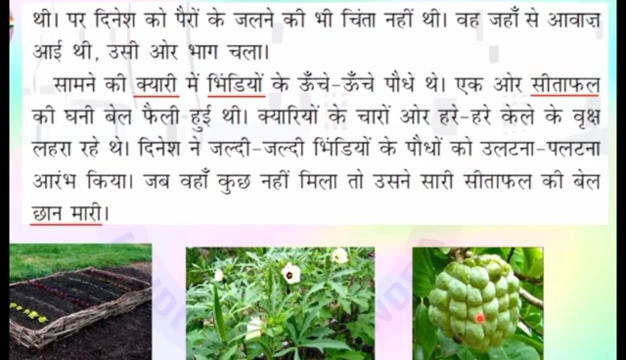 थी। पर दिनेश को पैरों के जलने की भी चिंता नहीं थी। वह जहाँ से आवाज़
आई थी, उसी ओर भाग चला।
सामने की क्यारी में भिंडियों के ऊँचे-ऊँचे पौधे थे। एक ओर सीताफल
की घनी बेल फैली हुई थी। क्यारियों के चारों ओर हरे-हरे केले के वृक्ष
लहरा रहे थे। दिनेश ने जल्दी-जल्दी भिंडियों के पौधों को उलटना-पलटना
आरंभ किया। जब वहाँ कुछ नहीं मिला तो उसने सारी सीताफल की बेल
छान मारी।